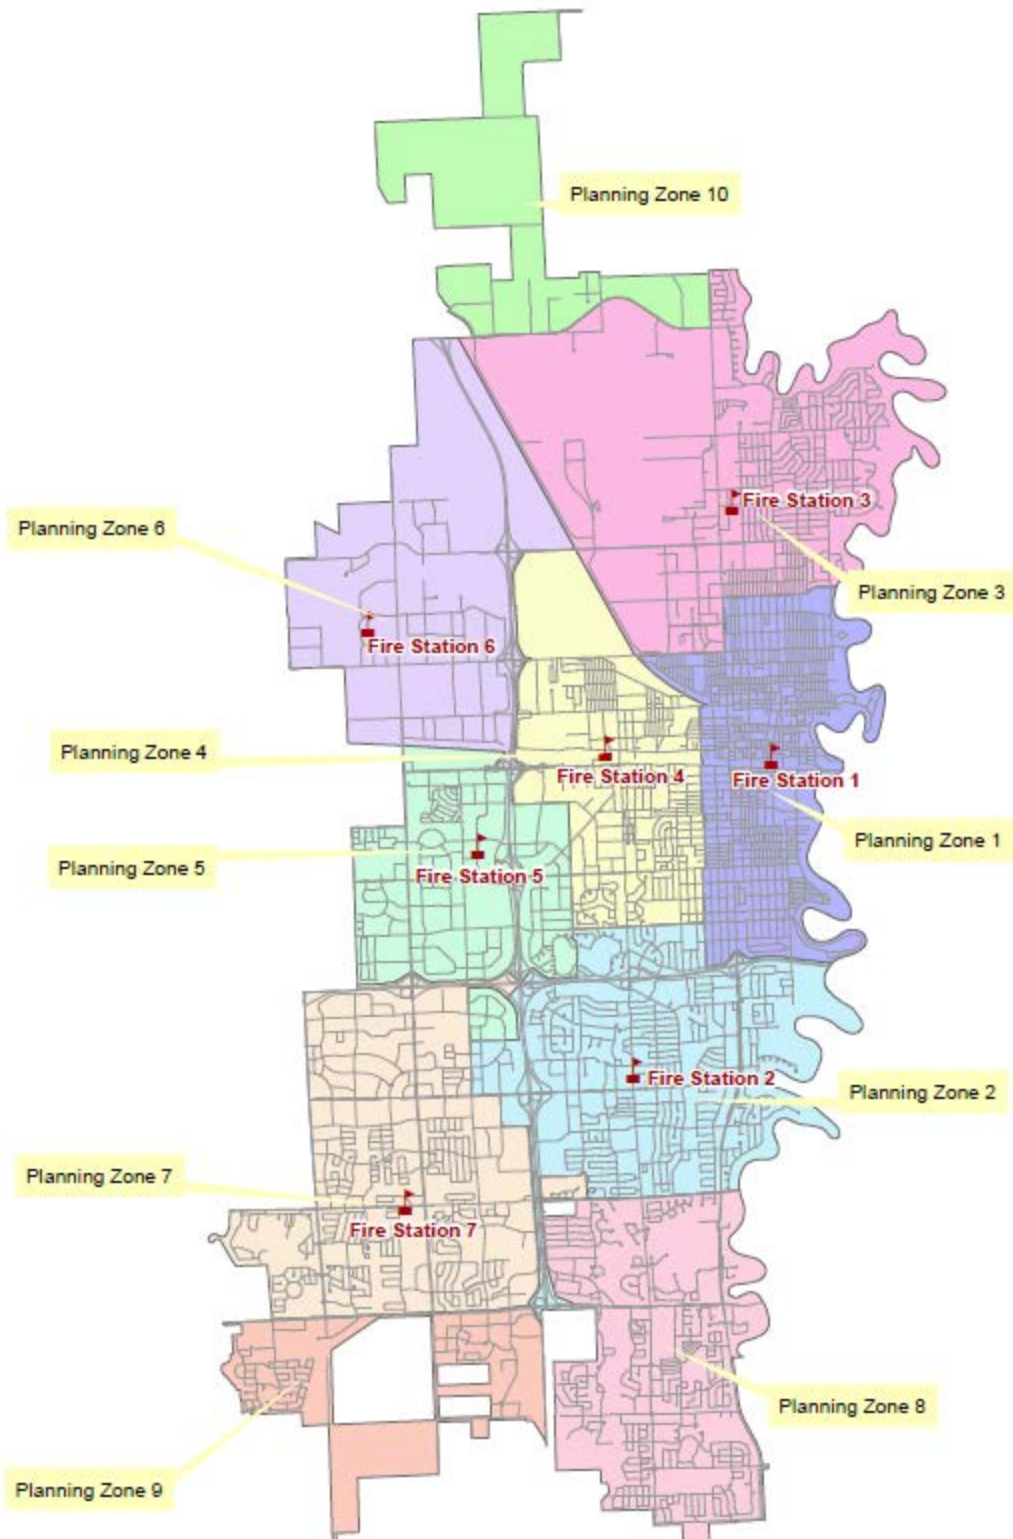 Planning Zone 10
Fire Station 3
Planning Zone 6
Planning Zone 3
Fire Station 6
Planning Zone 4
Fire Station 4
Fire Station 1
Planning Zone 1
Planning Zone 5
Fire Station 5
Fire Station 2
Planning Zone 2
Planning Zone 7
Fire Station 7
Planning Zone 8
Planning Zone 9